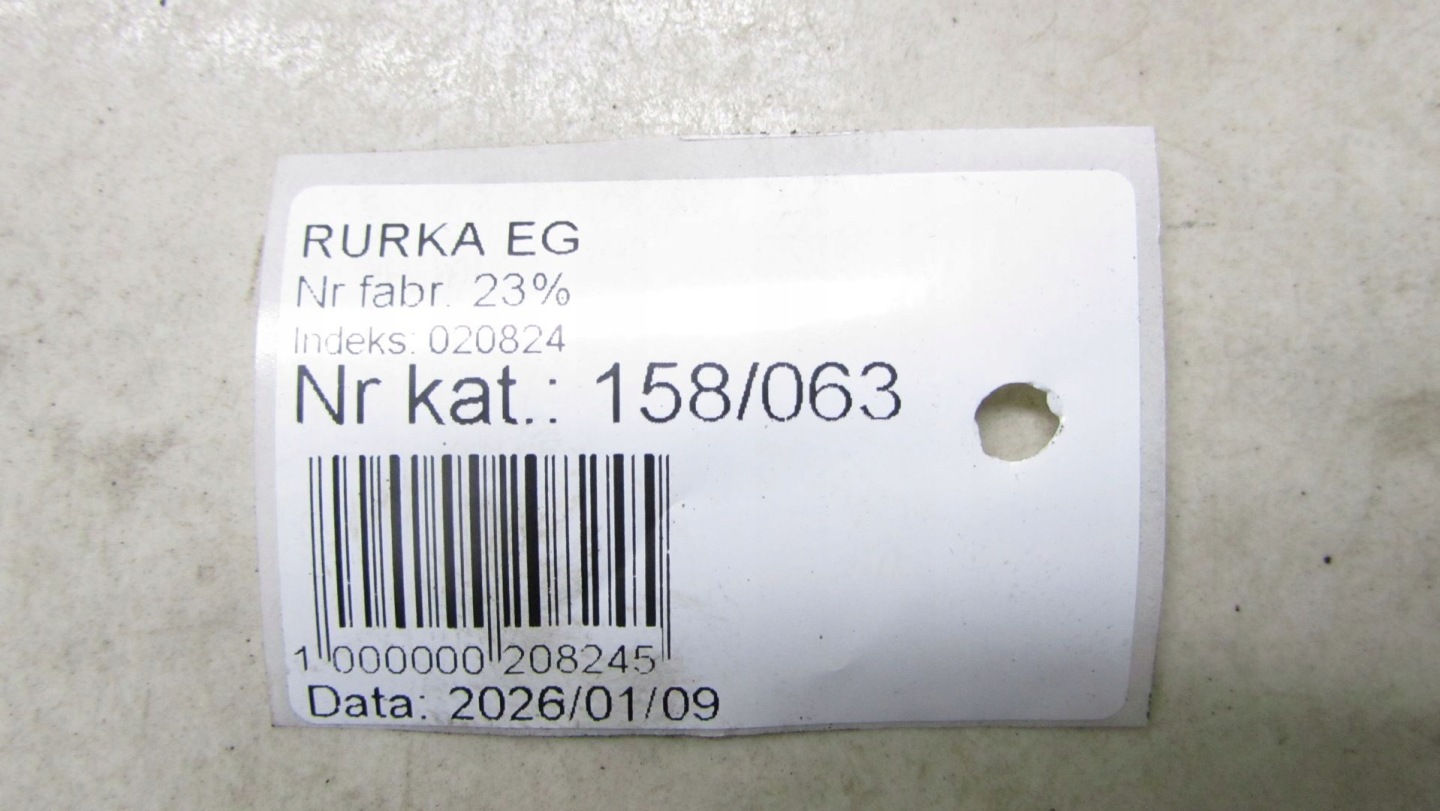 RURKA EG
Nr fabr. 23%
Indeks: 020824
Nr kat.: 158/063
1 000000 208245
Data: 2026/01/09